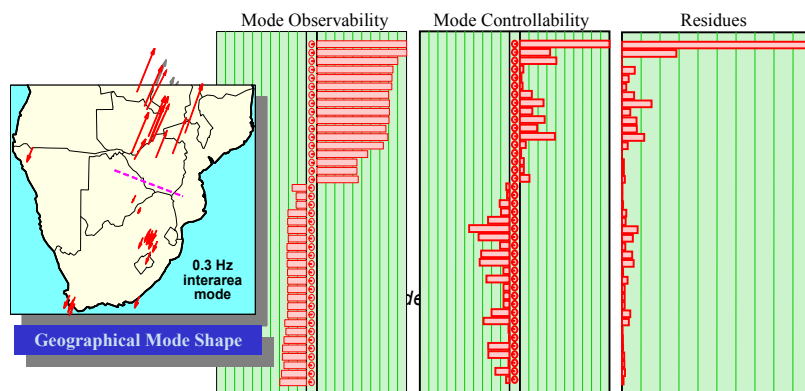 Mode Observability
Mode Controllability
Residues
0.3 Hz
interarea
mode
Geographical Mode Shape